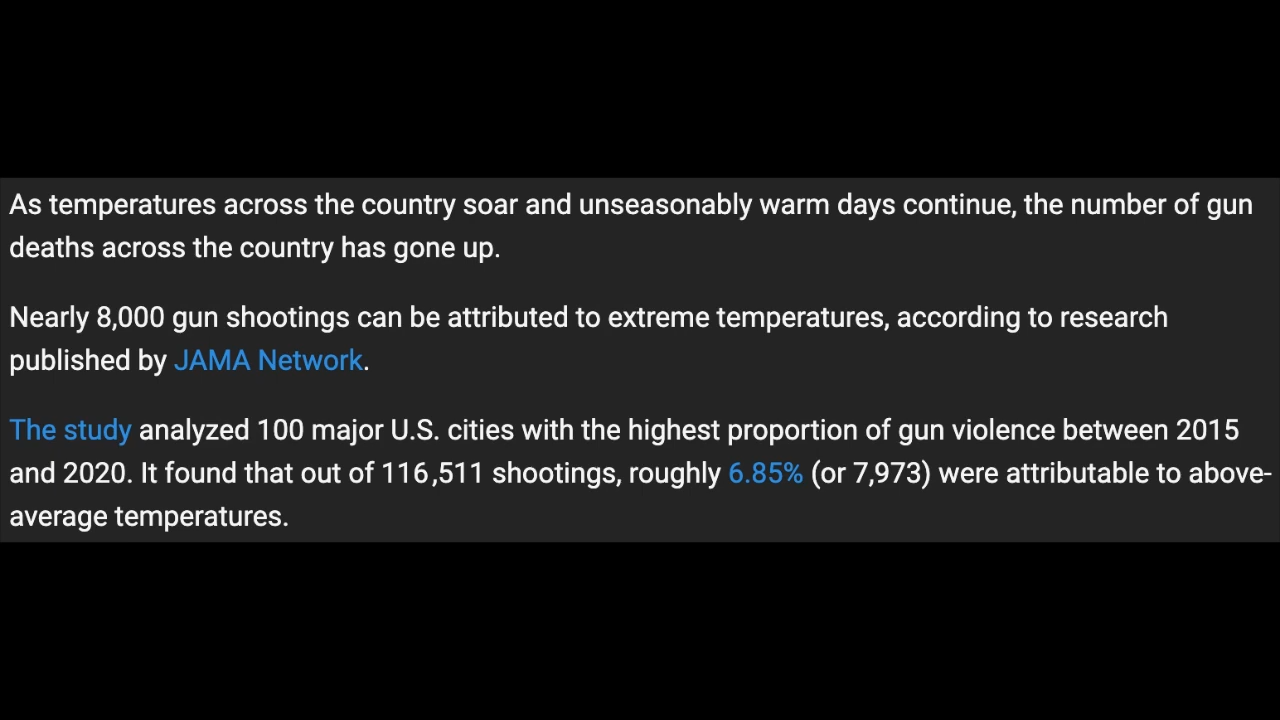 As temperatures across the country soar and unseasonably warm days continue, the number of gun
deaths across the country has gone up.
Nearly 8,000 gun shootings can be attributed to extreme temperatures, according to research
published by JAMA Network.
The study analyzed 100 major U.S. cities with the highest proportion of gun violence between 2015
and 2020. It found that out of 116,511 shootings, roughly 6.85% (or 7,973) were attributable to above-
average temperatures.